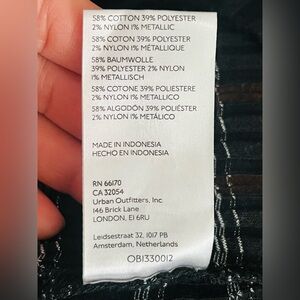 58% COTTON 39% POLYESTER
2% NYLON 1% METALLIC
58% COTON 39% POLYESTER
2% NYLON 1% MÉTALLIQUE
58% BAUMWOLLE
39% POLYESTER 2% NYLON
1% METALLISCH
58% COTONE 39% POLIESTERE
2% NYLON 1% METALLICO
58% ALGODÓN 39% POLIÉSTER
2% NYLON 1% METÁLICO
MADE IN INDONESIA
HECHO EN INDONESIA
RN 66170
CA 32054
Urban Outfitters, Inc
146 Brick Lane
LONDON, E1 6RU
Leidsestraat 32, 1017 PB
Amsterdam, Netherlands
OB1330012